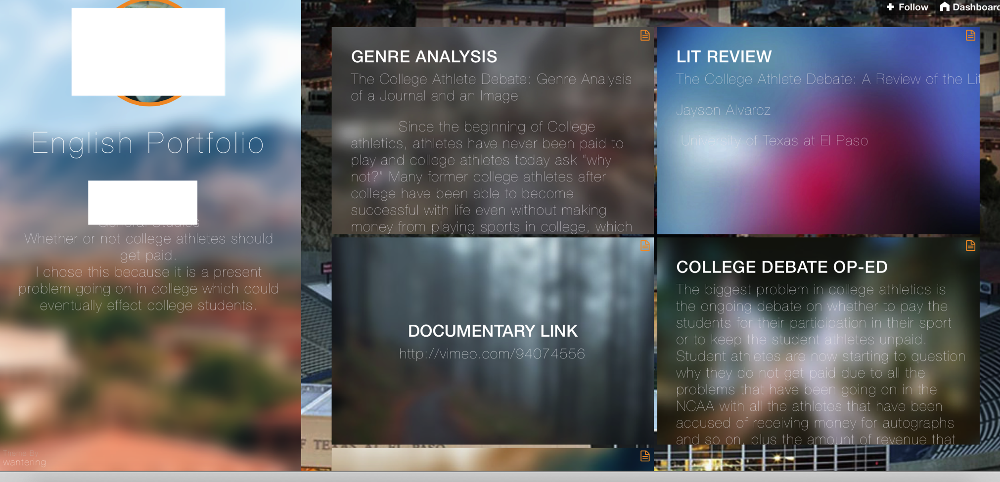 Follow
Dashboard
English Portfolio
General Studies
Whether or not college athletes should
get paid.
I chose this because it is a present
problem going on in college which could
eventually effect college students.
Theme By
wantering
GENRE ANALYSIS
The College Athlete Debate: Genre Analysis
of a Journal and an Image
Since the beginning of College
athletics, athletes have never been paid to
play and college athletes today ask "why
not?" Many former college athletes after
college have been able to become
successful with life even without making
money from playing sports in college, which
LIT REVIEW
The College Athlete Debate: A Review of the Lit
Jayson Alvarez
University of Texas at El Paso
DOCUMENTARY LINK
http://vimeo.com/94074556
COLLEGE DEBATE OP-ED
The biggest problem in college athletics is
the ongoing debate on whether to pay the
students for their participation in their sport
or to keep the student athletes unpaid.
Student athletes are now starting to question
why they do not get paid due to all the
problems that have been going on in the
NCAA with all the athletes that have been
accused of receiving money for autographs
and so on, plus the amount of revenue that
TEXAS AT EL PASO